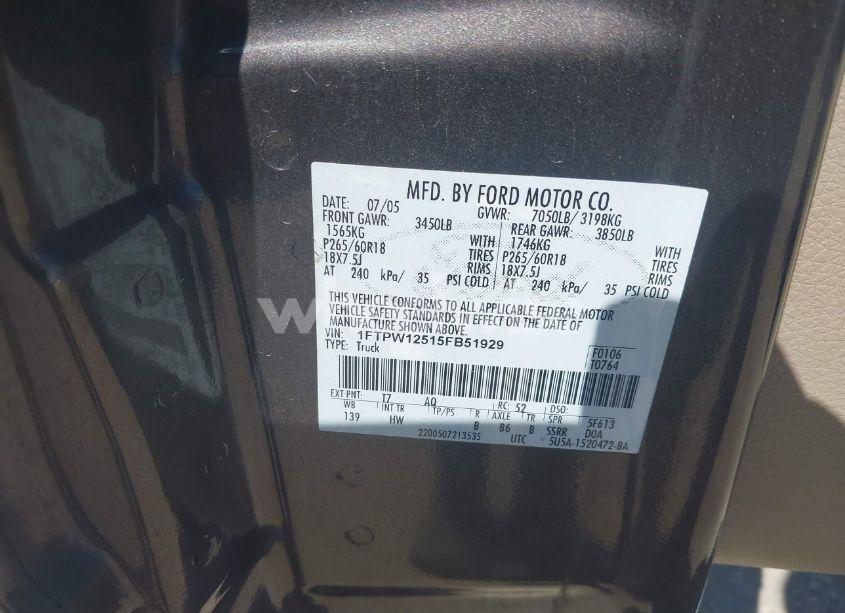 MFD. BY FORD MOTOR CO.
DATE: 07/05 GVWR: 7050LB/ 3198KG
FRONT GAWR: 3450LB REAR GAWR: 3850LB
1565KG WITH 1746KG WITH
P265/60R18 TIRES P265/60R18 TIRES
18X7.5J RIMS 18X7.5J RIMS
AT 240 kPa/ 35 PSI COLD AT 240 kPa/ 35 PSI COLD
THIS VEHICLE CONFORMS TO ALL APPLICABLE FEDERAL MOTOR
VEHICLE SAFETY STANDARDS IN EFFECT ON THE DATE OF
MANUFACTURE SHOWN ABOVE.
VIN: 1FTPW12515FB51929
TYPE: Truck
F0106
T0764
EXT PNT: T7 AQ RC: 52 DSO:
WB INT TR TP/PS R AXLE TR SPR 5F613
139 HW B B6 B SSRR DOA
2200507213535 UTC 5U5A-1520472-BA